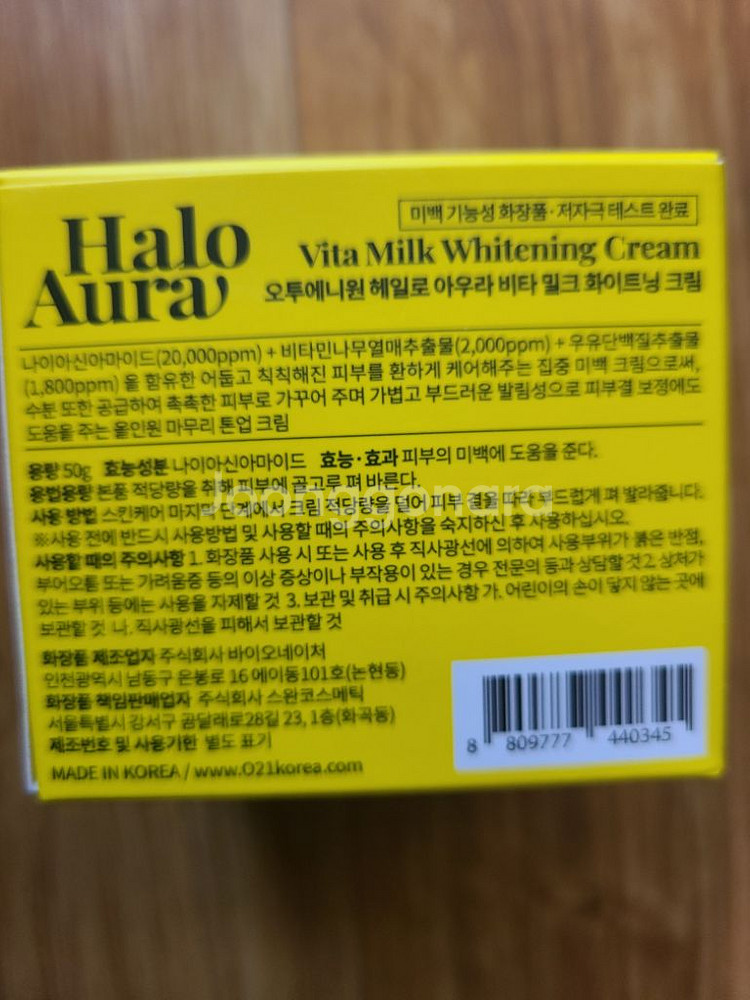 Halo
Aura
미백 기능성 화장품·저자극 테스트 완료
Vita Milk Whitening Cream
오투에니원 헤일로 아우라 비타 밀크 화이트닝 크림
나이아신아마이드(20,000ppm) + 비타민나무열매추출물(2,000ppm) + 우유단백질추출물
(1,800ppm) 을 함유한 어둡고 칙칙해진 피부를 환하게 케어해주는 집중 미백 크림으로써,
수분 또한 공급하여 촉촉한 피부로 가꾸어 주며 가볍고 부드러운 발림성으로 피부결 보정에도
도움을 주는 올인원 마무리 톤업 크림
용량 50g 효능성분 나이아신아마이드 효능·효과 피부의 미백에 도움을 준다.
용법용량 본품 적당량을 취해 피부에 골고루 펴 바른다.
사용 방법 스킨케어 마지막 단계에서 크림 적당량을 덜어 피부 결을 따라 부드럽게 펴 발라줍니다.
※사용 전에 반드시 사용방법 및 사용할 때의 주의사항을 숙지하신 후 사용하십시오.
사용할 때의 주의사항 1. 화장품 사용 시 또는 사용 후 직사광선에 의하여 사용부위가 붉은 반점,
부어오름 또는 가려움증 등의 이상 증상이나 부작용이 있는 경우 전문의 등과 상담할 것 2. 상처가
있는 부위 등에는 사용을 자제할 것 3. 보관 및 취급 시 주의사항 가. 어린이의 손이 닿지 않는 곳에
보관할 것 나. 직사광선을 피해서 보관할 것
화장품 제조업자 주식회사 바이오네이처
인천광역시 남동구 은봉로 16 에이동101호(논현동)
화장품 책임판매업자 주식회사 스완코스메틱
서울특별시 강서구 곰달래로28길 23, 1층(화곡동)
제조번호 및 사용기한 별도 표기
MADE IN KOREA / www.O21korea.com
8 809777 440345
Joonggonara